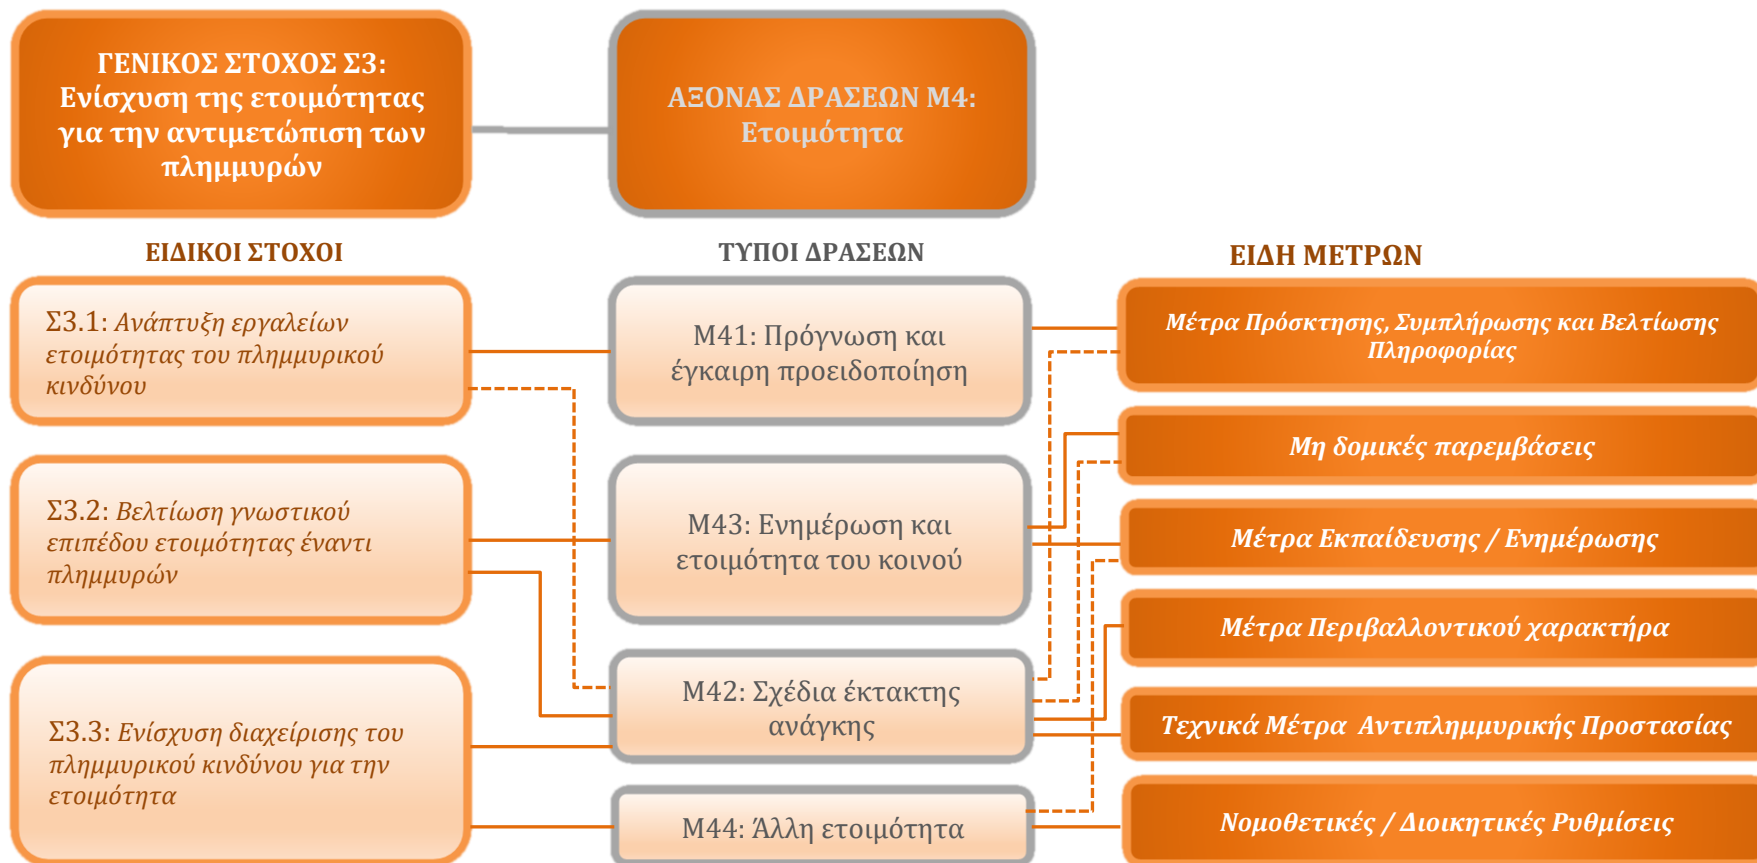 ΓΕΝΙΚΟΣ ΣΤΟΧΟΣ Σ3:
Ενίσχυση της ετοιμότητας
για την αντιμετώπιση των
πλημμυρών
ΑΞΟΝΑΣ ΔΡΑΣΕΩΝ Μ4:
Ετοιμότητα
ΕΙΔΙΚΟΙ ΣΤΟΧΟΙ
Σ3.1: Ανάπτυξη εργαλείων
ετοιμότητας του πλημμυρικού
κινδύνου
Σ3.2: Βελτίωση γνωστικού
επιπέδου ετοιμότητας έναντι
πλημμυρών
Σ3.3: Ενίσχυση διαχείρισης του
πλημμυρικού κινδύνου για την
ετοιμότητα
ΤΥΠΟΙ ΔΡΑΣΕΩΝ
Μ41: Πρόγνωση και
έγκαιρη προειδοποίηση
Μ43: Ενημέρωση και
ετοιμότητα του κοινού
Μ42: Σχέδια έκτακτης
ανάγκης
Μ44: Άλλη ετοιμότητα
ΕΙΔΗ ΜΕΤΡΩΝ
Μέτρα Πρόσκτησης, Συμπλήρωσης και Βελτίωσης
Πληροφορίας
Μη δομικές παρεμβάσεις
Μέτρα Εκπαίδευσης / Ενημέρωσης
Μέτρα Περιβαλλοντικού χαρακτήρα
Τεχνικά Μέτρα Αντιπλημμυρικής Προστασίας
Νομοθετικές / Διοικητικές Ρυθμίσεις